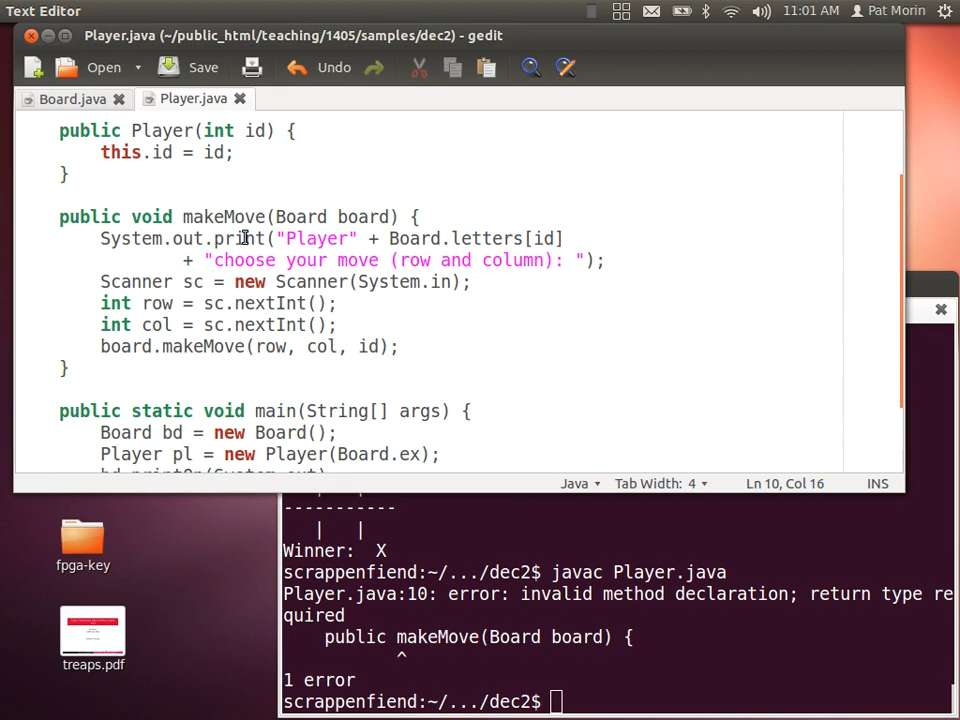 Text Editor
11:01 AM Pat Morin
Player.java (~/public_html/teaching/1405/samples/dec2) - gedit
Open Save Undo
Board.java Player.java
public Player(int id) {
this.id = id;
}
public void makeMove(Board board) {
System.out.print("Player" + Board.letters[id]
+ "choose your move (row and column): ");
Scanner sc = new Scanner(System.in);
int row = sc.nextInt();
int col = sc.nextInt();
board.makeMove(row, col, id);
}
public static void main(String[] args) {
Board bd = new Board();
Player pl = new Player(Board.ex);
bd.printOn(System.out)
Java Tab Width: 4 Ln 10, Col 16 INS
-----------
| |
Winner: X
scrappenfiend:~/.../dec2$ javac Player.java
Player.java:10: error: invalid method declaration; return type re
quired
public makeMove(Board board) {
^
1 error
scrappenfiend:~/.../dec2$
fpga-key
treaps.pdf